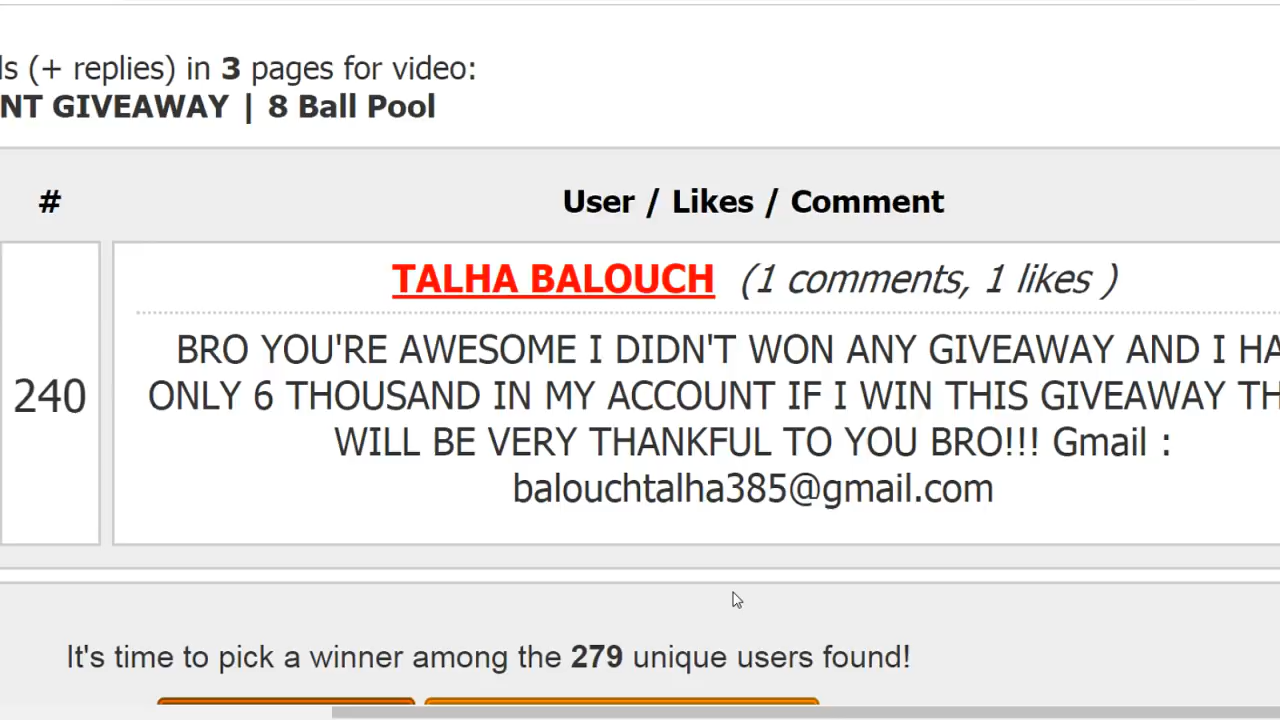 ls (+ replies) in 3 pages for video:
NT GIVEAWAY | 8 Ball Pool
# User / Likes / Comment
TALHA BALOUCH (1 comments, 1 likes )
240
BRO YOU'RE AWESOME I DIDN'T WON ANY GIVEAWAY AND I HA
ONLY 6 THOUSAND IN MY ACCOUNT IF I WIN THIS GIVEAWAY TH
WILL BE VERY THANKFUL TO YOU BRO!!! Gmail :
balouchtalha385@gmail.com
It's time to pick a winner among the 279 unique users found!